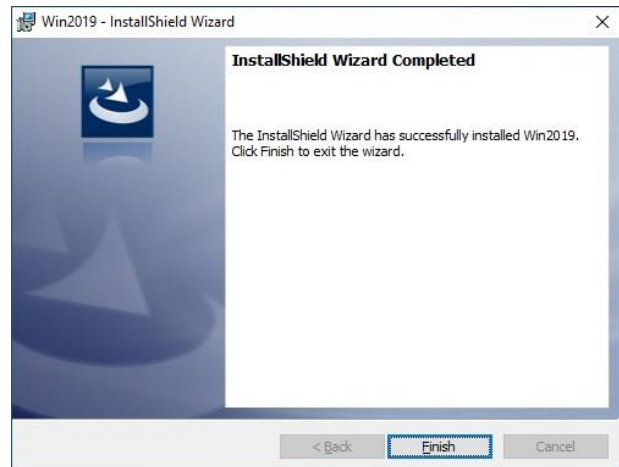 Win2019 - InstallShield Wizard
InstallShield Wizard Completed
The InstallShield Wizard has successfully installed Win2019.
Click Finish to exit the wizard.
< Back
Finish
Cancel